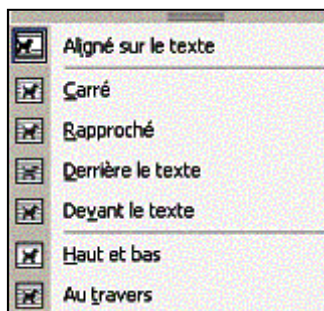 Aligné sur le texte
Carré
Rapproché
Derrière le texte
Devant le texte
Haut et bas
Au travers